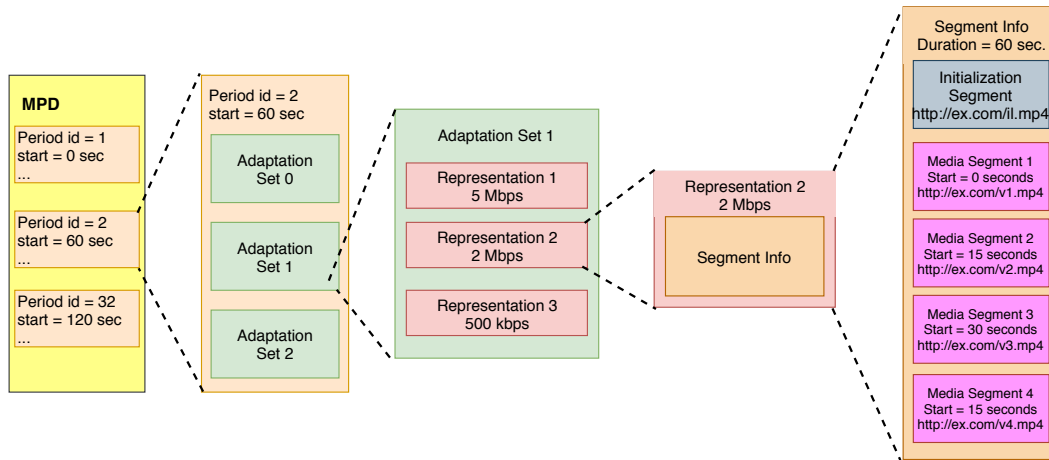 MPD
Period id = 1
start = 0 sec
...
Period id = 2
start = 60 sec
...
Period id = 32
start = 120 sec
...
Period id = 2
start = 60 sec
Adaptation
Set 0
Adaptation
Set 1
Adaptation
Set 2
Adaptation Set 1
Representation 1
5 Mbps
Representation 2
2 Mbps
Representation 3
500 kbps
Representation 2
2 Mbps
Segment Info
Segment Info
Duration = 60 sec.
Initialization
Segment
http://ex.com/il.mp4
Media Segment 1
Start = 0 seconds
http://ex.com/v1.mp4
Media Segment 2
Start = 15 seconds
http://ex.com/v2.mp4
Media Segment 3
Start = 30 seconds
http://ex.com/v3.mp4
Media Segment 4
Start = 15 seconds
http://ex.com/v4.mp4